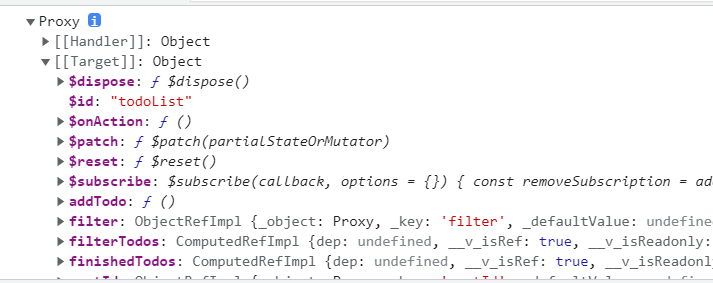 Proxy i
[[Handler]]: Object
[[Target]]: Object
$dispose: ƒ $dispose()
$id: "todoList"
$onAction: ƒ ()
$patch: ƒ $patch(partialStateOrMutator)
$reset: ƒ $reset()
$subscribe: $subscribe(callback, options = {}) { const removeSubscription = ad
addTodo: ƒ ()
filter: ObjectRefImpl {_object: Proxy, _key: 'filter', _defaultValue: undefine
filterTodos: ComputedRefImpl {dep: undefined, __v_isRef: true, __v_isReadonly:
finishedTodos: ComputedRefImpl {dep: undefined, __v_isRef: true, __v_isReadonly: